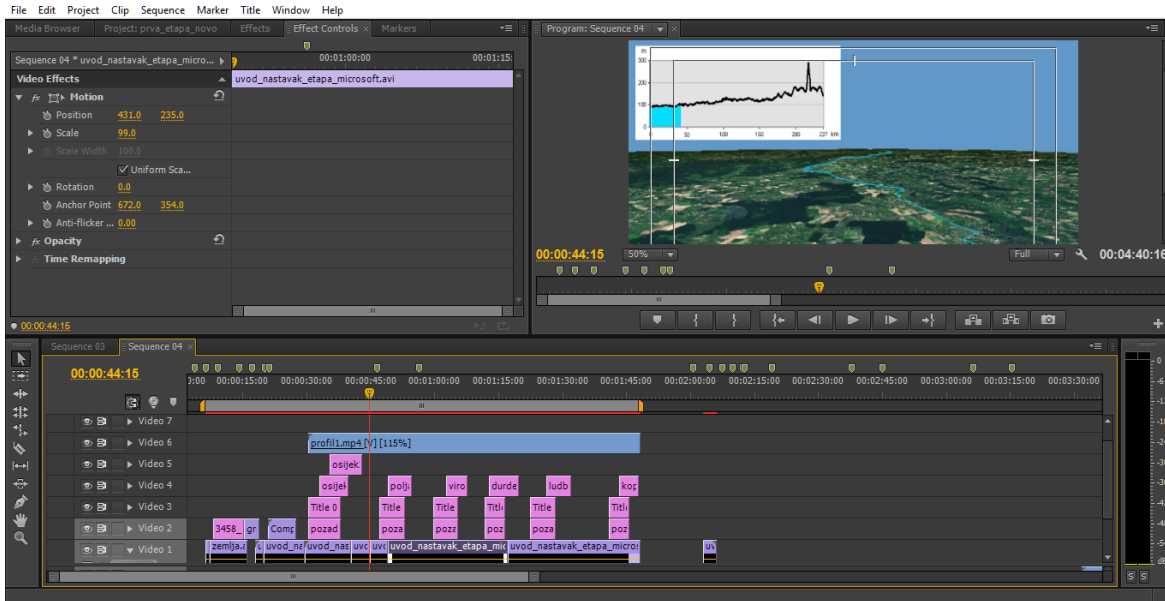 File Edit Project Clip Sequence Marker Title Window Help
Media Browser Project: prva_etapa_novo Effects Effect Controls × Markers
Program: Sequence 04 ×
Sequence 04 * uvod_nastavak_etapa_micro...
00:01:00:00 00:01:15:
Video Effects
uvod_nastavak_etapa_microsoft.avi
fx Motion
Position 431.0 235.0
Scale 99.0
Scale Width 100.0
Uniform Sca...
Rotation 0.0
Anchor Point 672.0 354.0
Anti-flicker ... 0.00
fx Opacity
fx Time Remapping
00:00:44:15
m
300
200
100
0 50 100 150 200 227 km
00:00:44:15 50% Full 00:04:40:16
Sequence 03 Sequence 04 ×
00:00:44:15
0:00 00:00:15:00 00:00:30:00 00:00:45:00 00:01:00:00 00:01:15:00 00:01:30:00 00:01:45:00 00:02:00:00 00:02:15:00 00:02:30:00 00:02:45:00 00:03:00:00 00:03:15:00 00:03:30:00
Video 7
Video 6 profil1.mp4 [V] [115%]
Video 5 osijek
Video 4 osijek polj viro durde ludb kop
Video 3 Title 0 Title Title Title Title Title
Video 2 3458_ gr Comp pozad poza poza poz poza poz
Video 1 zemlja.a uvod_na uvod_nas uvo uvo uvod_nastavak_etapa_mic uvod_nastavak_etapa_micros uv
0
-6
dB
S S